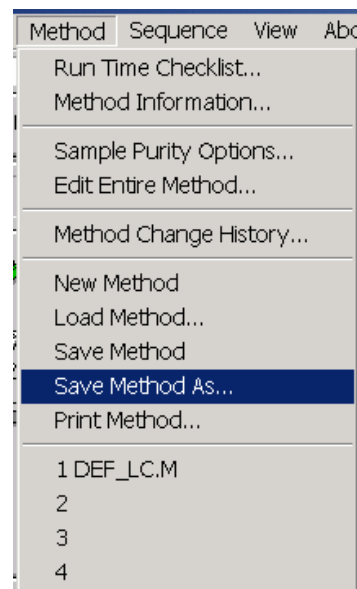 Method Sequence View Abo
Run Time Checklist...
Method Information...
Sample Purity Options...
Edit Entire Method...
Method Change History...
New Method
Load Method...
Save Method
Save Method As...
Print Method...
1 DEF_LC.M
2
3
4